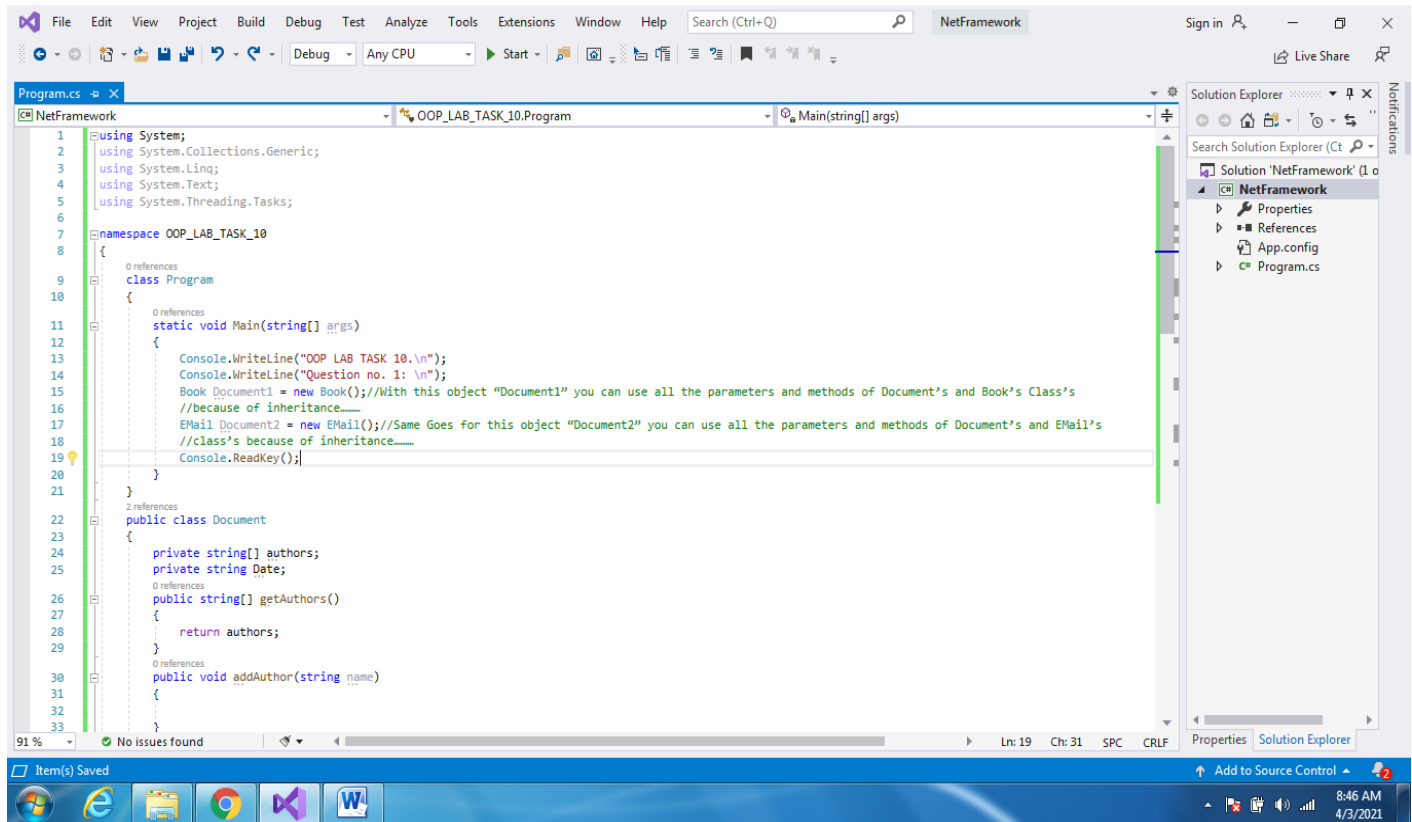 File Edit View Project Build Debug Test Analyze Tools Extensions Window Help Search (Ctrl+Q) NetFramework Sign in
Debug Any CPU Start Live Share
Program.cs
NetFramework OOP_LAB_TASK_10.Program Main(string[] args)
1 using System;
2 using System.Collections.Generic;
3 using System.Linq;
4 using System.Text;
5 using System.Threading.Tasks;
6
7 namespace OOP_LAB_TASK_10
8 {
0 references
9 class Program
10 {
0 references
11 static void Main(string[] args)
12 {
13 Console.WriteLine("OOP LAB TASK 10.\n");
14 Console.WriteLine("Question no. 1: \n");
15 Book Document1 = new Book();//With this object “Document1” you can use all the parameters and methods of Document’s and Book’s Class’s
16 //because of inheritance……
17 EMail Document2 = new EMail();//Same Goes for this object “Document2” you can use all the parameters and methods of Document’s and EMail’s
18 //class’s because of inheritance……
19 Console.ReadKey();
20 }
21 }
2 references
22 public class Document
23 {
24 private string[] authors;
25 private string Date;
0 references
26 public string[] getAuthors()
27 {
28 return authors;
29 }
0 references
30 public void addAuthor(string name)
31 {
32
33 }
91 % No issues found Ln: 19 Ch: 31 SPC CRLF
Solution Explorer
Search Solution Explorer (Ct
Solution 'NetFramework' (1 o
C# NetFramework
Properties
References
App.config
C# Program.cs
Properties Solution Explorer
Notifications
Item(s) Saved Add to Source Control 2
8:46 AM
4/3/2021